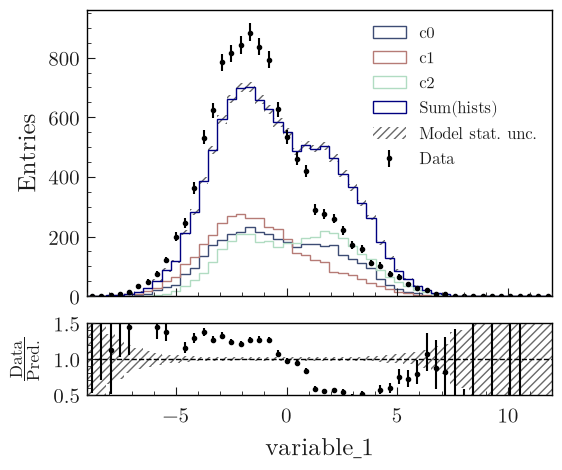 800
600
400
200
0
Entries
c0
c1
c2
Sum(hists)
Model stat. unc.
Data
1.5
1.0
0.5
Data
Pred.
−5 0 5 10
variable_1